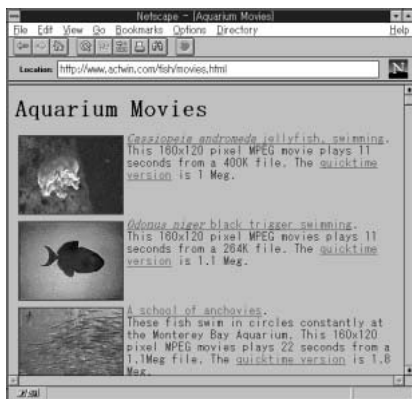 Netscape - [Aquarium Movies]
File Edit View Go Bookmarks Options Directory Help
Location: http://www.actwin.com/fish/movies.html
N
Aquarium Movies
Cassiopeia andromeda jellyfish, swimming.
This 160x120 pixel MPEG movie plays 11
seconds from a 400K file. The quicktime
version is 1 Meg.
Odonus niger black trigger swimming.
This 160x120 pixel MPEG movies plays 11
seconds from a 264K file. The quicktime
version is 1.1 Meg.
A school of anchovies.
These fish swim in circles constantly at
the Monterey Bay Aquarium. This 160x120
pixel MPEG movie plays 22 seconds from a
1.1Meg file. The quicktime version is 1.8
Meg.